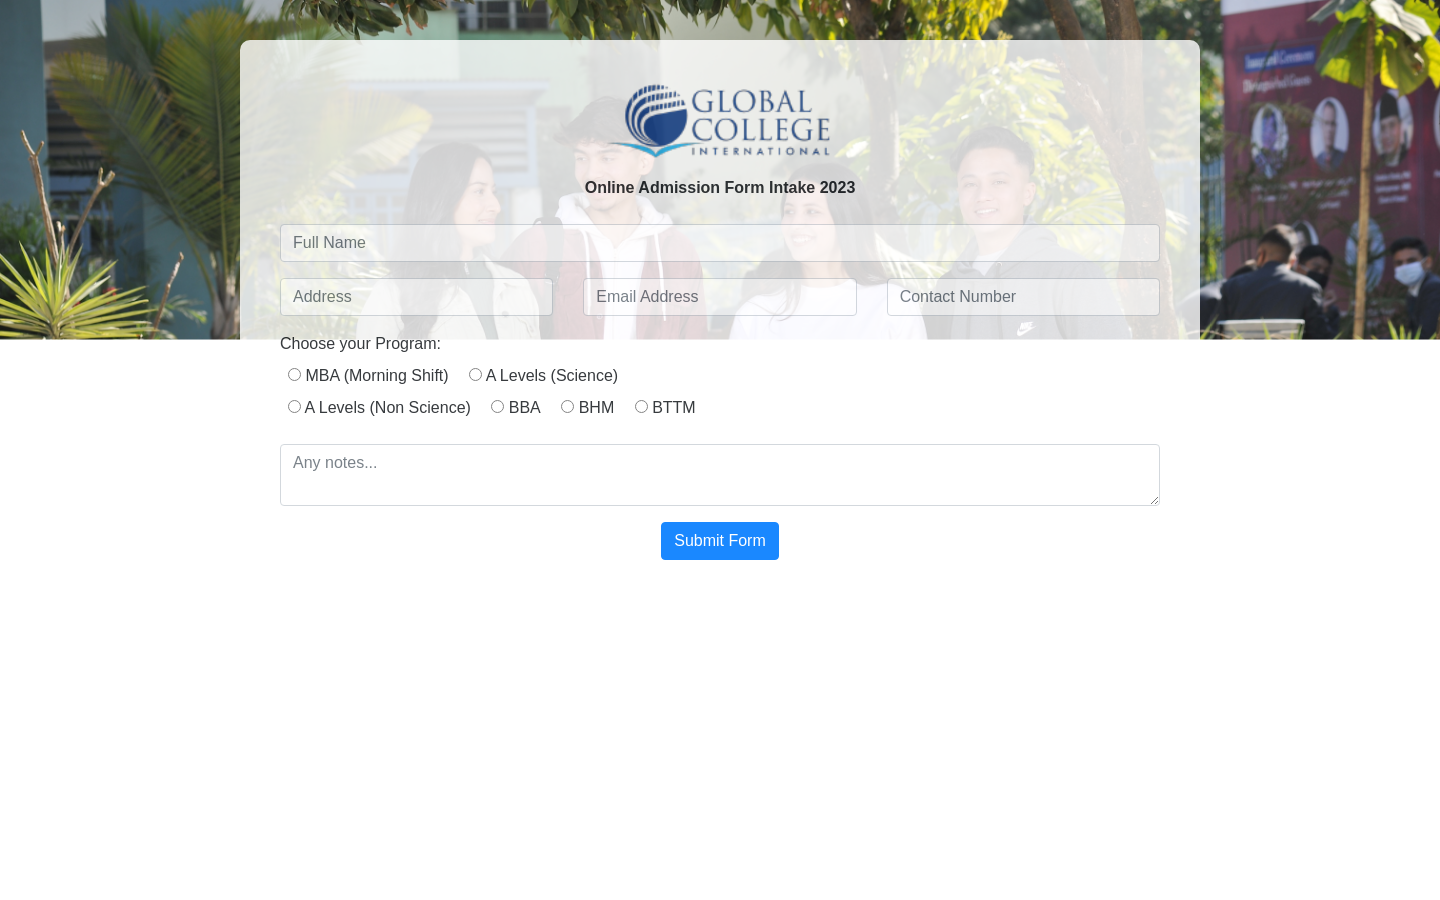 GLOBAL
COLLEGE
INTERNATIONAL
Online Admission Form Intake 2023
Full Name
Address Email Address Contact Number
Choose your Program:
MBA (Morning Shift) A Levels (Science)
A Levels (Non Science) BBA BHM BTTM
Any notes...
Submit Form